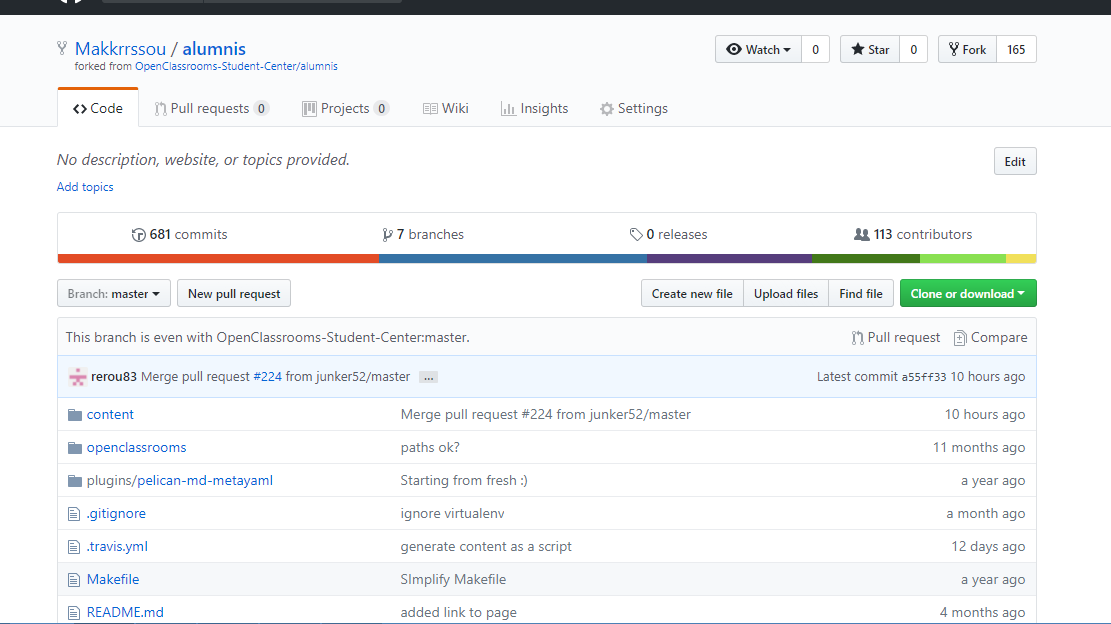 Makkrrssou / alumnis
Watch 0 Star 0 Fork 165
forked from OpenClassrooms-Student-Center/alumnis
Code Pull requests 0 Projects 0 Wiki Insights Settings
No description, website, or topics provided. Edit
Add topics
681 commits 7 branches 0 releases 113 contributors
Branch: master New pull request Create new file Upload files Find file Clone or download
This branch is even with OpenClassrooms-Student-Center:master. Pull request Compare
rerou83 Merge pull request #224 from junker52/master ... Latest commit a55ff33 10 hours ago
content Merge pull request #224 from junker52/master 10 hours ago
openclassrooms paths ok? 11 months ago
plugins/pelican-md-metayaml Starting from fresh :) a year ago
.gitignore ignore virtualenv a month ago
.travis.yml generate content as a script 12 days ago
Makefile SImplify Makefile a year ago
README.md added link to page 4 months ago